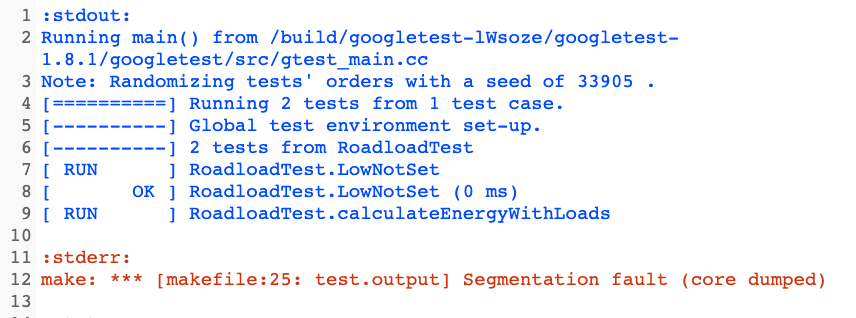 1 :stdout:
2 Running main() from /build/googletest-lWsoze/googletest-
1.8.1/googletest/src/gtest_main.cc
3 Note: Randomizing tests' orders with a seed of 33905 .
4 [==========] Running 2 tests from 1 test case.
5 [----------] Global test environment set-up.
6 [----------] 2 tests from RoadloadTest
7 [ RUN      ] RoadloadTest.LowNotSet
8 [       OK ] RoadloadTest.LowNotSet (0 ms)
9 [ RUN      ] RoadloadTest.calculateEnergyWithLoads
10
11 :stderr:
12 make: *** [makefile:25: test.output] Segmentation fault (core dumped)
13